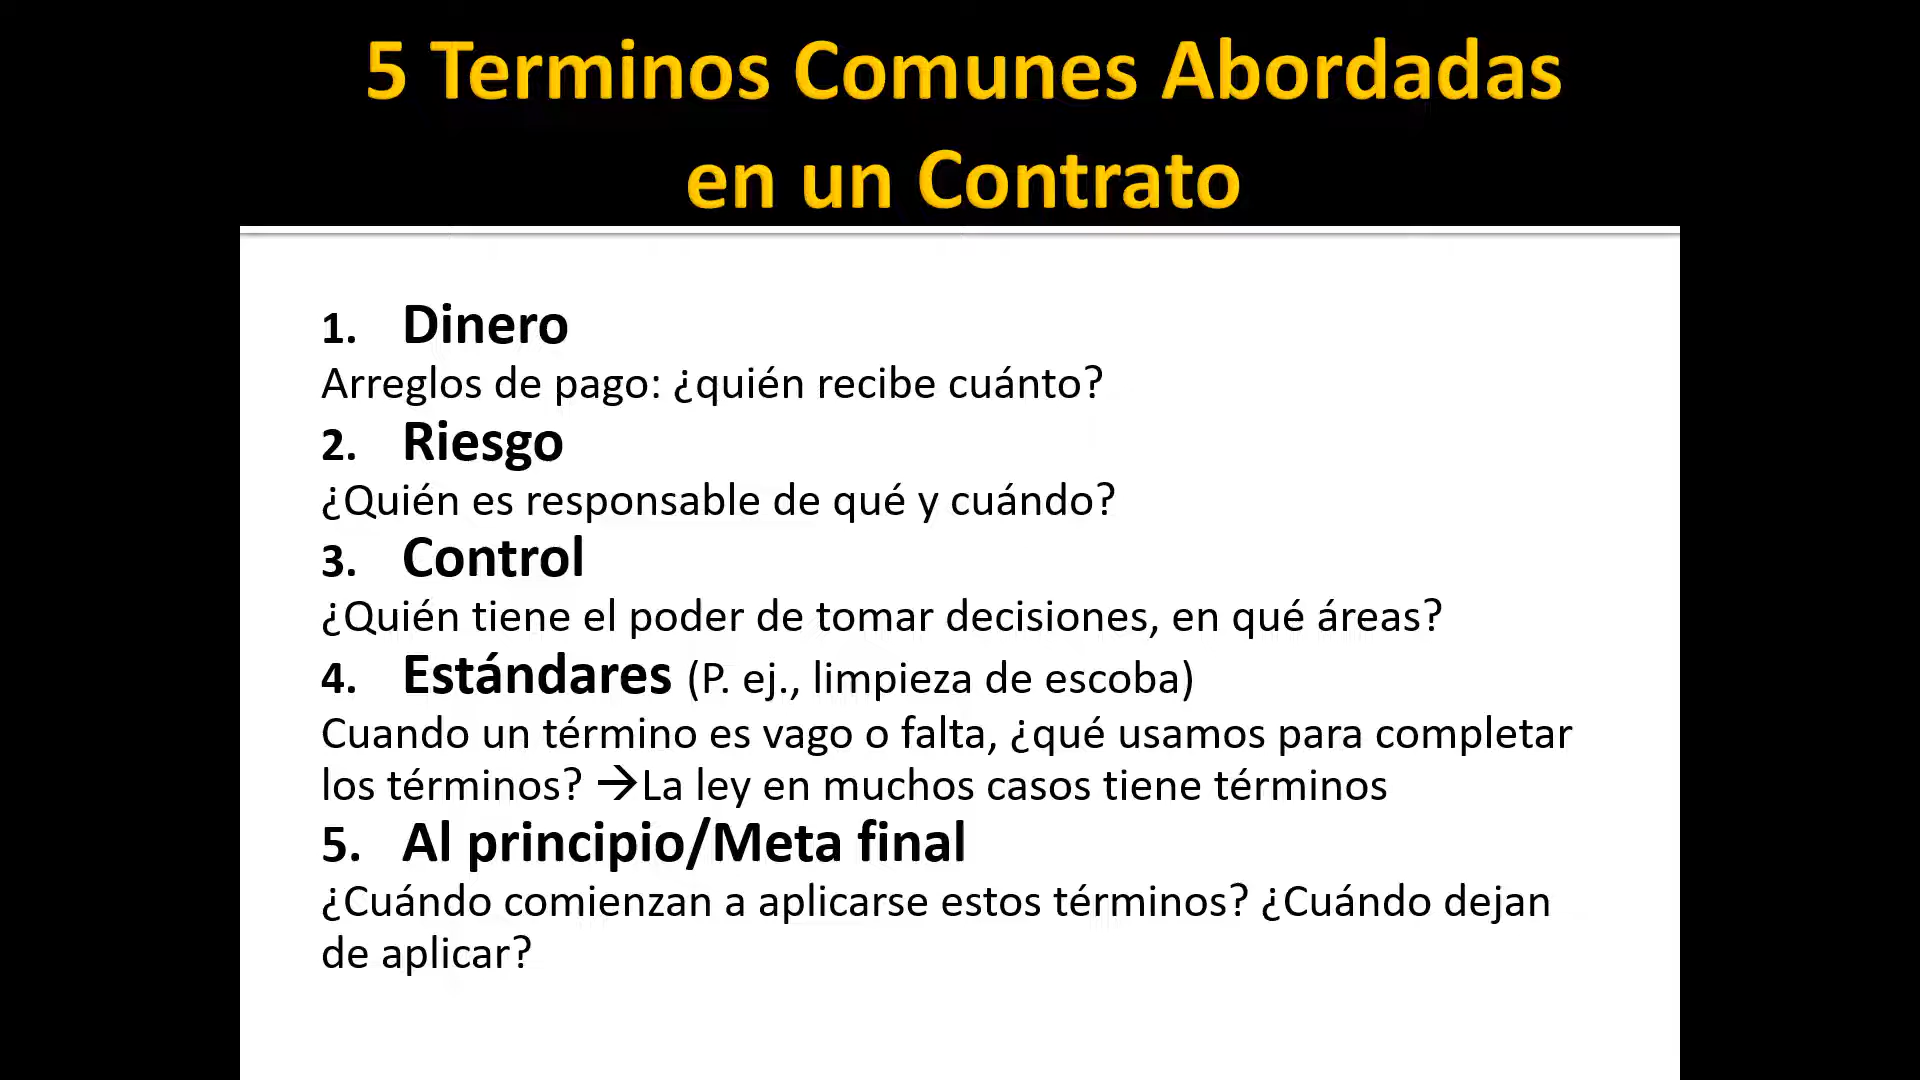 5 Terminos Comunes Abordadas
en un Contrato
1. Dinero
Arreglos de pago: ¿quién recibe cuánto?
2. Riesgo
¿Quién es responsable de qué y cuándo?
3. Control
¿Quién tiene el poder de tomar decisiones, en qué áreas?
4. Estándares (P. ej., limpieza de escoba)
Cuando un término es vago o falta, ¿qué usamos para completar
los términos? →La ley en muchos casos tiene términos
5. Al principio/Meta final
¿Cuándo comienzan a aplicarse estos términos? ¿Cuándo dejan
de aplicar?